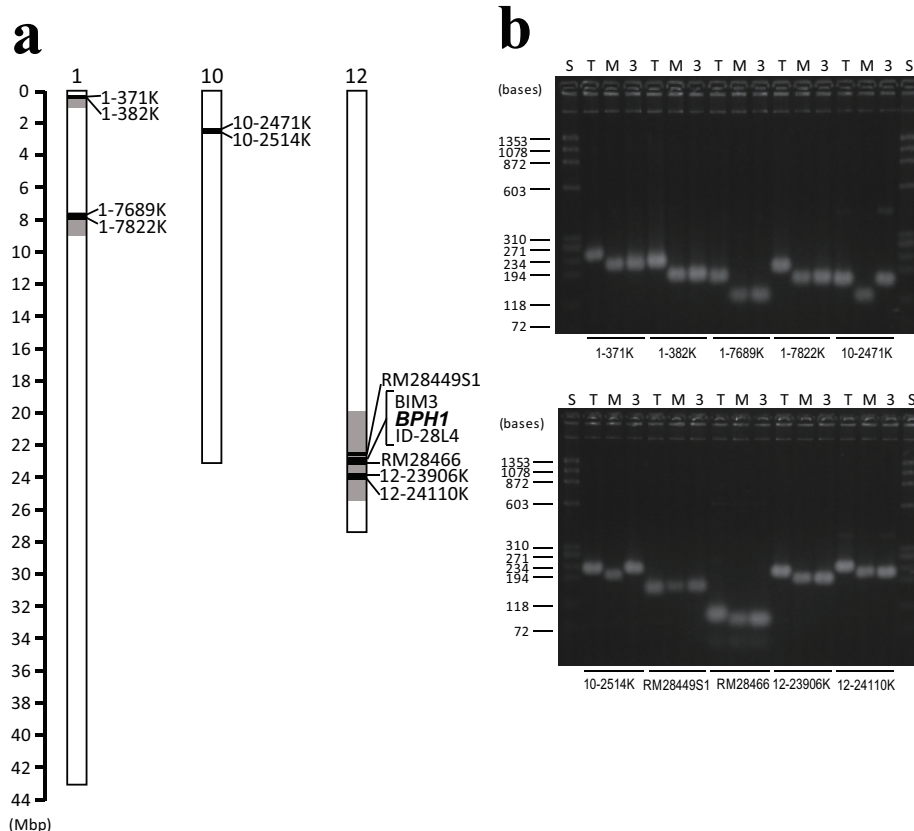 a
1
10
12
0
2
4
6
8
10
12
14
16
18
20
22
24
26
28
30
32
34
36
38
40
42
44
(Mbp)
1-371K
1-382K
1-7689K
1-7822K
10-2471K
10-2514K
RM28449S1
BIM3
BPH1
ID-28L4
RM28466
12-23906K
12-24110K
b
S T M 3 T M 3 T M 3 T M 3 T M 3 S
(bases)
1353
1078
872
603
310
271
234
194
118
72
1-371K 1-382K 1-7689K 1-7822K 10-2471K
S T M 3 T M 3 T M 3 T M 3 T M 3 S
(bases)
1353
1078
872
603
310
271
234
194
118
72
10-2514K RM28449S1 RM28466 12-23906K 12-24110K